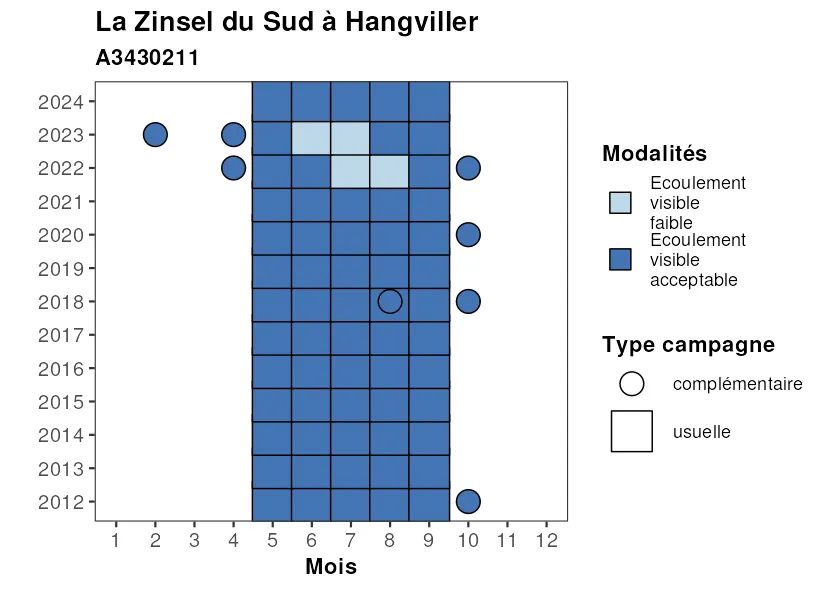 La Zinsel du Sud à Hangviller
A3430211
2024
2023
2022
2021
2020
2019
2018
2017
2016
2015
2014
2013
2012
1 2 3 4 5 6 7 8 9 10 11 12
Mois
Modalités
Ecoulement
visible
faible
Ecoulement
visible
acceptable
Type campagne
complémentaire
usuelle